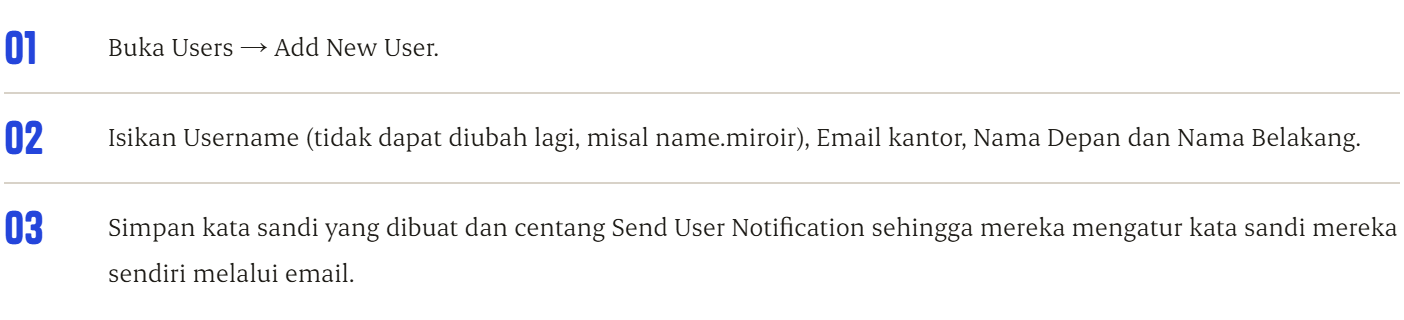 01 Buka Users → Add New User.
02 Isikan Username (tidak dapat diubah lagi, misal name.miroir), Email kantor, Nama Depan dan Nama Belakang.
03 Simpan kata sandi yang dibuat dan centang Send User Notification sehingga mereka mengatur kata sandi mereka
sendiri melalui email.